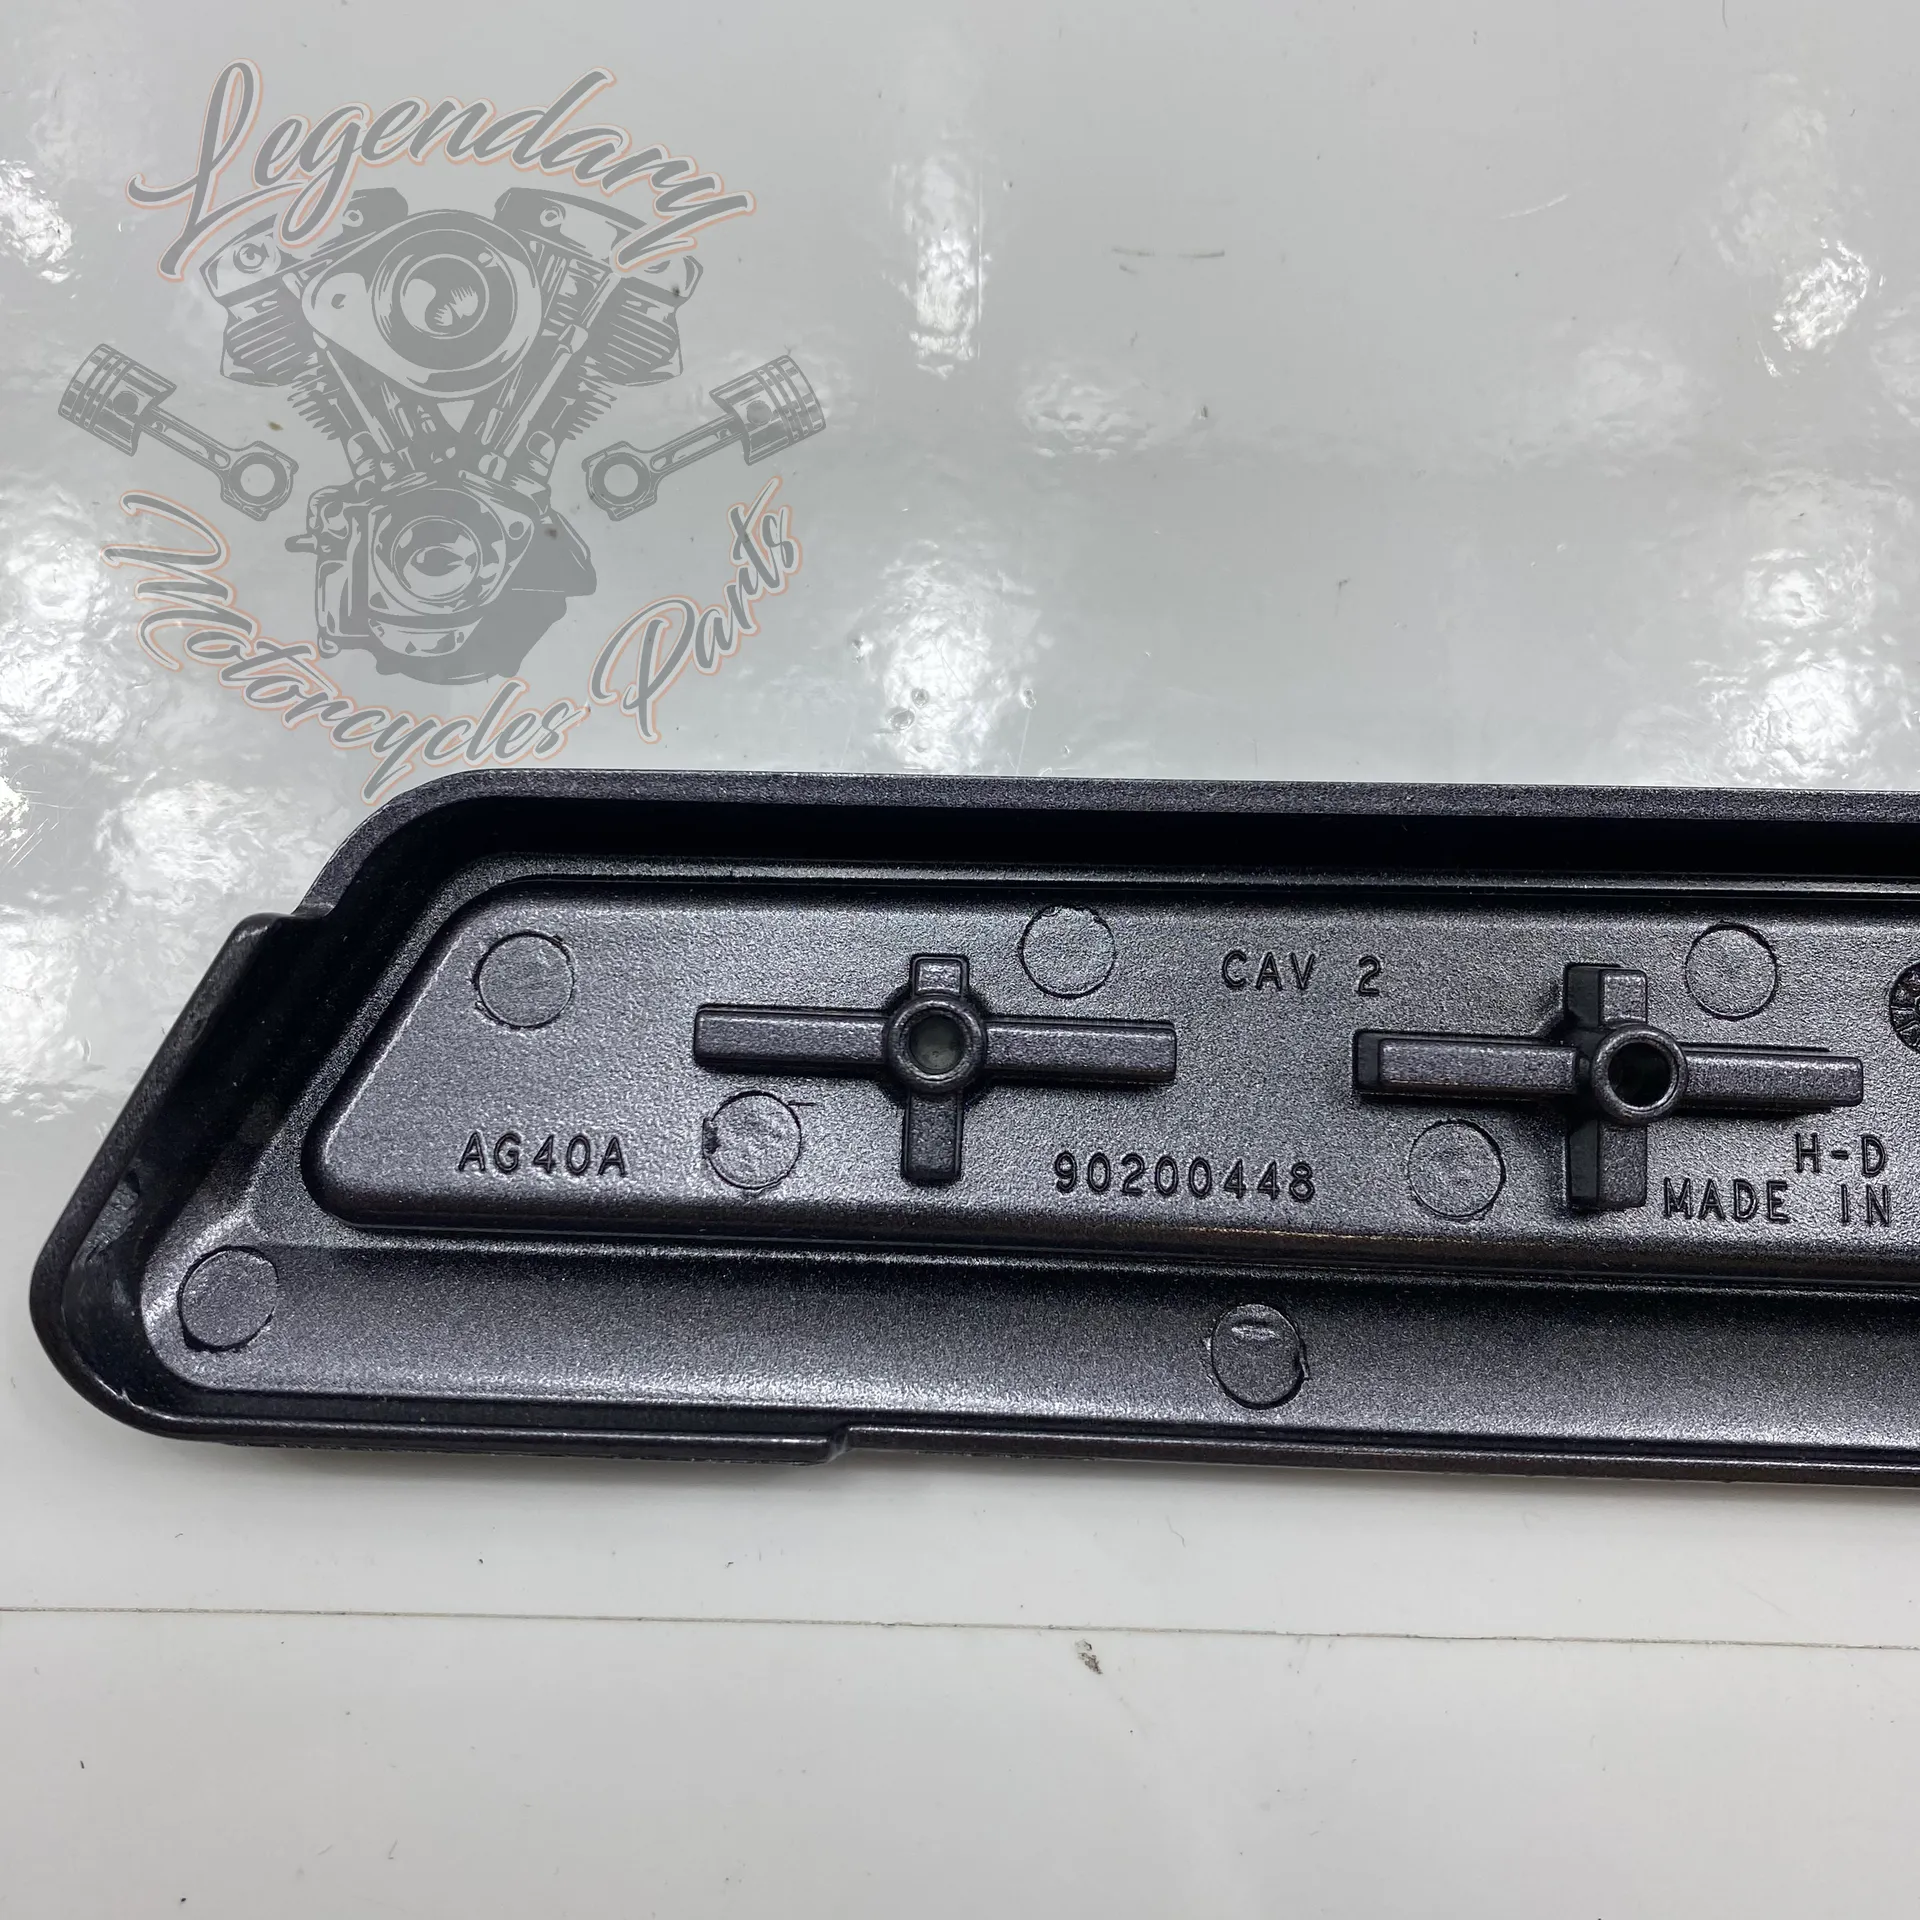 Legendary
Motorcycles Parts
CAV 2
AG40A
90200448
H-D
MADE IN